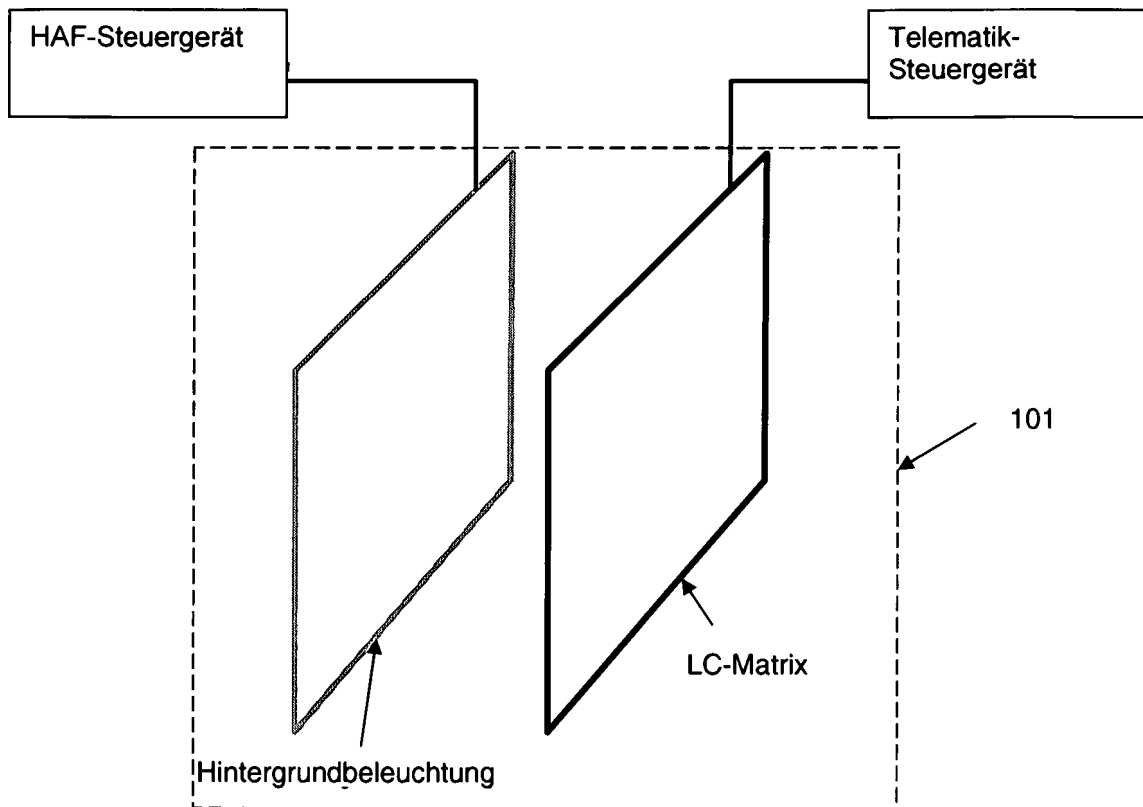 HAF-Steuergerät
Telematik-
Steuergerät
101
LC-Matrix
Hintergrundbeleuchtung